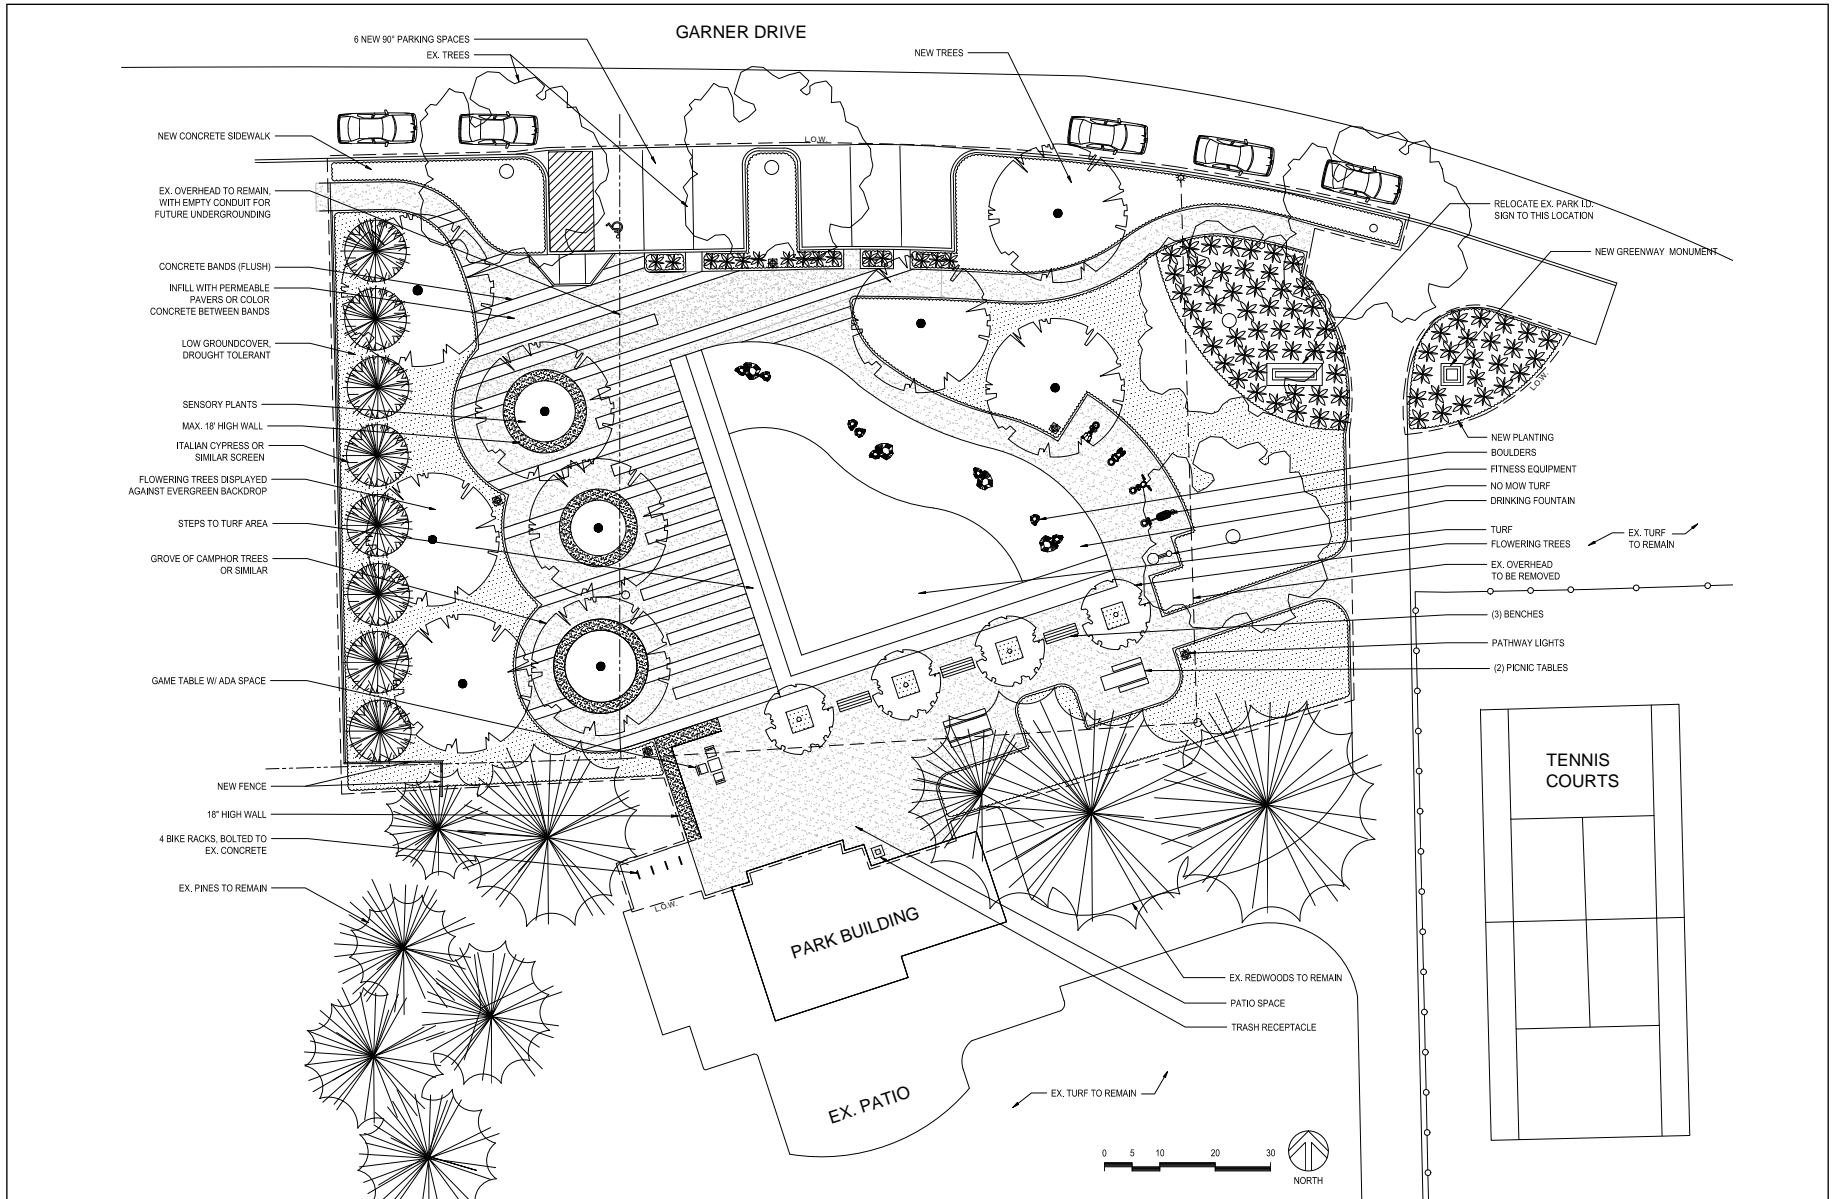 GARNER DRIVE
6 NEW 90° PARKING SPACES
EX. TREES
NEW TREES
NEW CONCRETE SIDEWALK
L.O.W.
EX. OVERHEAD TO REMAIN,
WITH EMPTY CONDUIT FOR
FUTURE UNDERGROUNDING
RELOCATE EX. PARK I.D.
SIGN TO THIS LOCATION
NEW GREENWAY MONUMENT
CONCRETE BANDS (FLUSH)
INFILL WITH PERMEABLE
PAVERS OR COLOR
CONCRETE BETWEEN BANDS
LOW GROUNDCOVER,
DROUGHT TOLERANT
L.O.W.
SENSORY PLANTS
MAX. 18' HIGH WALL
ITALIAN CYPRESS OR
SIMILAR SCREEN
FLOWERING TREES DISPLAYED
AGAINST EVERGREEN BACKDROP
STEPS TO TURF AREA
GROVE OF CAMPHOR TREES
OR SIMILAR
GAME TABLE W/ ADA SPACE
NEW FENCE
18" HIGH WALL
4 BIKE RACKS, BOLTED TO
EX. CONCRETE
EX. PINES TO REMAIN
NEW PLANTING
BOULDERS
FITNESS EQUIPMENT
NO MOW TURF
DRINKING FOUNTAIN
TURF
FLOWERING TREES
EX. OVERHEAD
TO BE REMOVED
(3) BENCHES
PATHWAY LIGHTS
(2) PICNIC TABLES
EX. TURF
TO REMAIN
TENNIS
COURTS
L.O.W.
PARK BUILDING
EX. REDWOODS TO REMAIN
PATIO SPACE
TRASH RECEPTACLE
EX. PATIO
EX. TURF TO REMAIN
0 5 10 20 30
NORTH